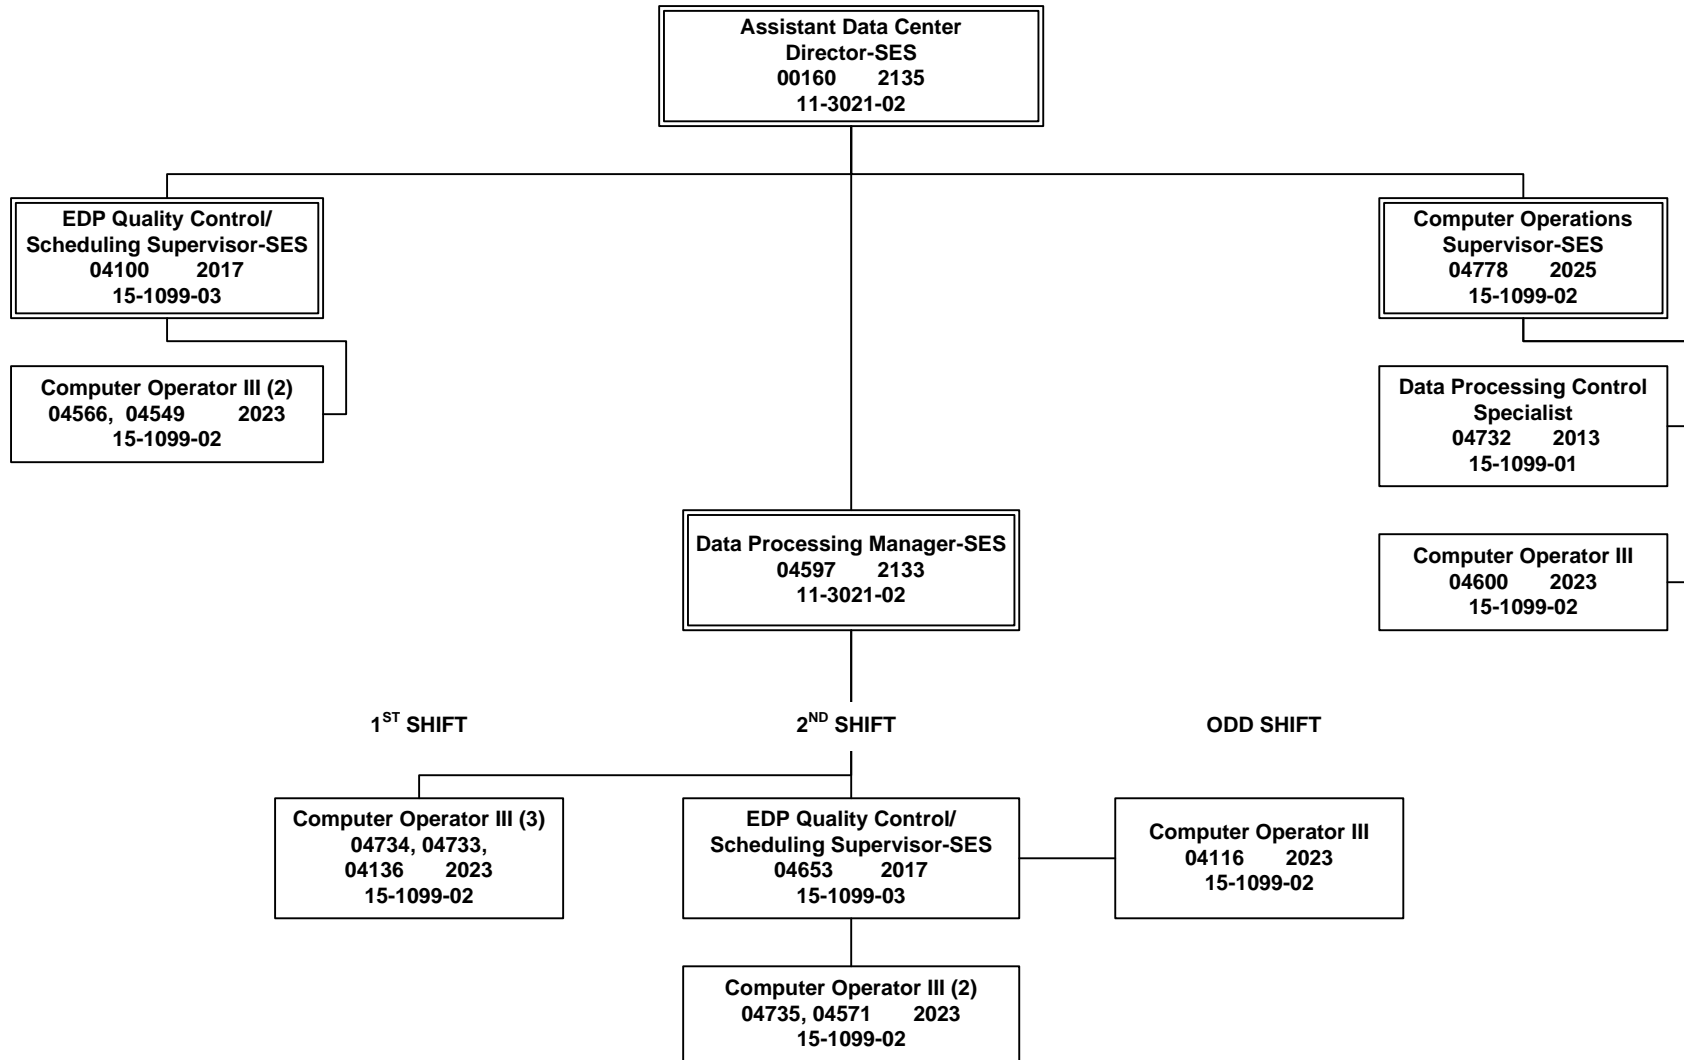 Assistant Data Center
Director-SES
00160 2135
11-3021-02
EDP Quality Control/
Scheduling Supervisor-SES
04100 2017
15-1099-03
Computer Operations
Supervisor-SES
04778 2025
15-1099-02
Computer Operator III (2)
04566, 04549 2023
15-1099-02
Data Processing Control
Specialist
04732 2013
15-1099-01
Data Processing Manager-SES
04597 2133
11-3021-02
Computer Operator III
04600 2023
15-1099-02
1ST SHIFT
2ND SHIFT
ODD SHIFT
Computer Operator III (3)
04734, 04733,
04136 2023
15-1099-02
EDP Quality Control/
Scheduling Supervisor-SES
04653 2017
15-1099-03
Computer Operator III
04116 2023
15-1099-02
Computer Operator III (2)
04735, 04571 2023
15-1099-02